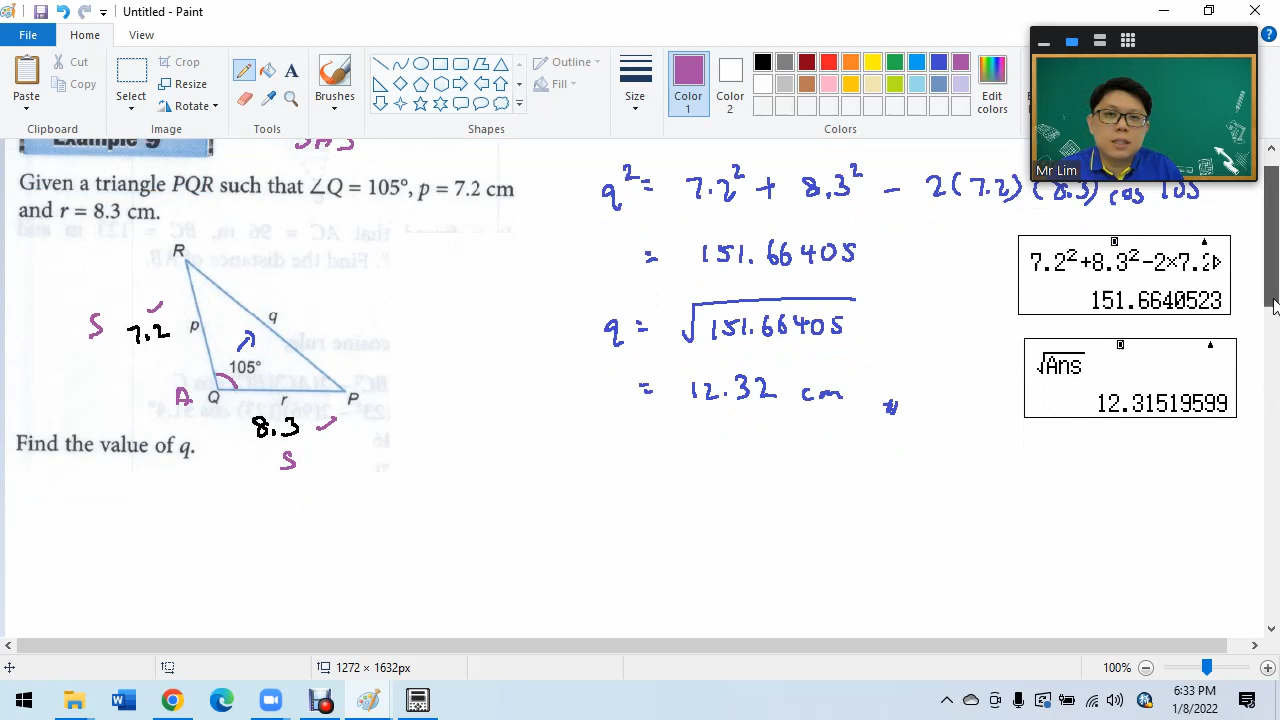 Untitled - Paint
File
Home
View
Paste
Cut
Copy
Clipboard
Select
Crop
Resize
Rotate
Image
Tools
Brushes
Shapes
Outline
Fill
Size
Color 1
Color 2
Colors
Edit colors
Mr Lim
Example 9
SAS
Given a triangle PQR such that ∠Q = 105°, p = 7.2 cm
and r = 8.3 cm.
R
S
7.2
p
q
105°
A
Q
r
P
8.3
S
Find the value of q.
q² = 7.2² + 8.3² - 2(7.2)(8.3) cos 105
= 151.66405
q = √151.66405
= 12.32 cm
7.2²+8.3²-2×7.2
151.6640523
√Ans
12.31519599
1272 × 1632px
100%
6:33 PM
1/8/2022